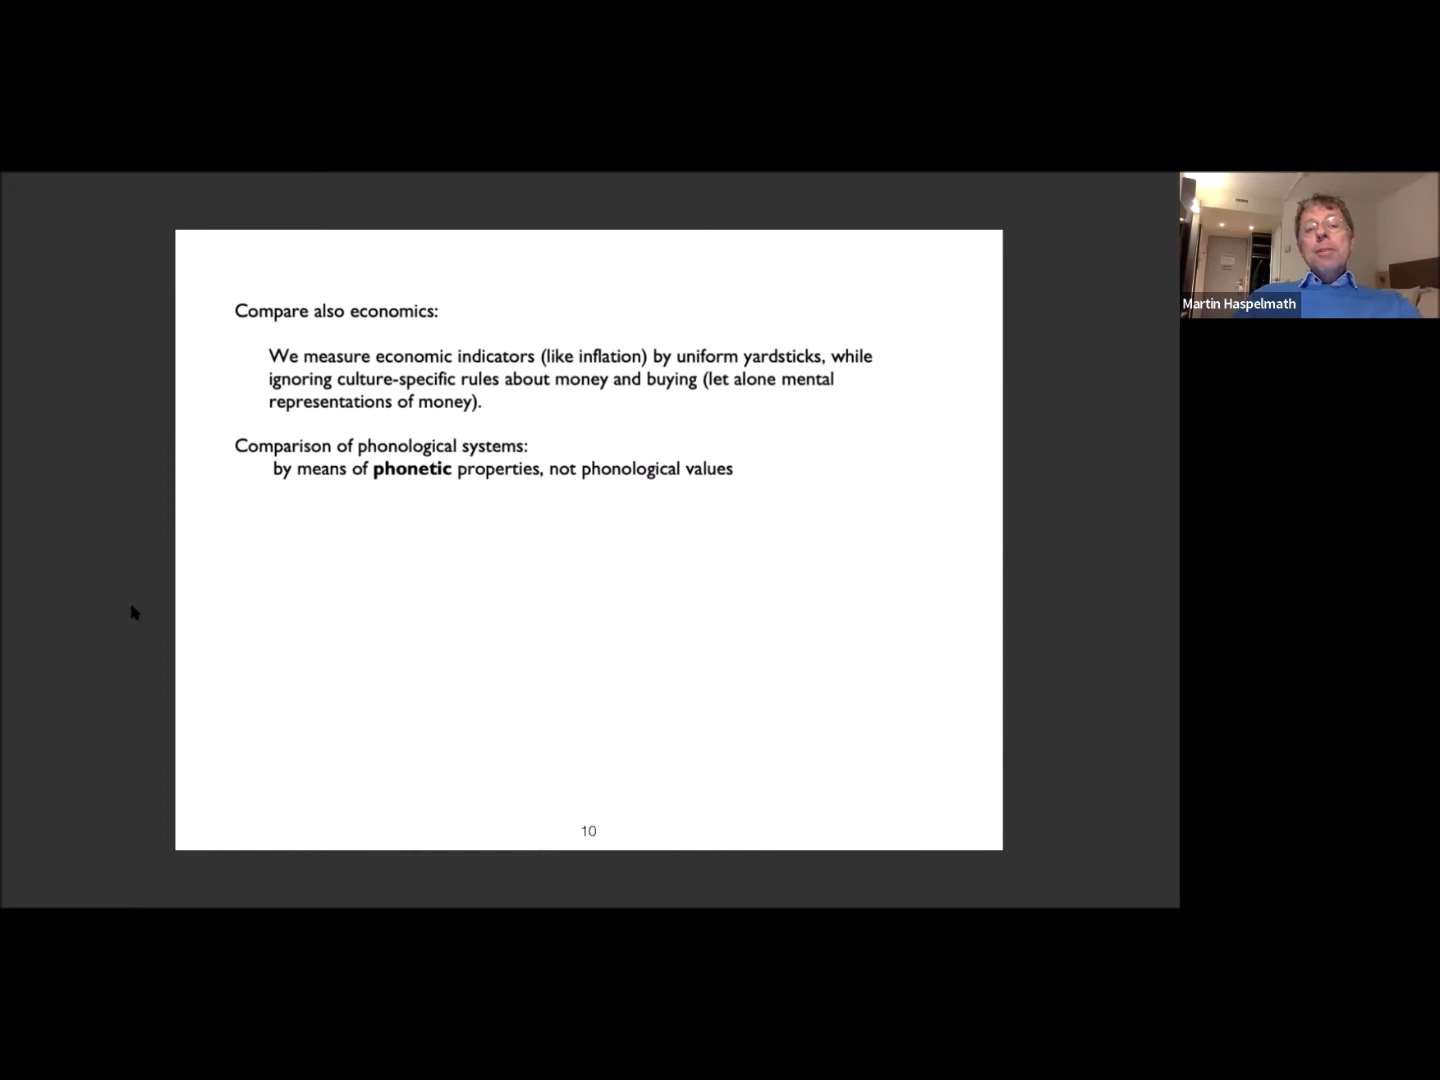 Compare also economics:
We measure economic indicators (like inflation) by uniform yardsticks, while
ignoring culture-specific rules about money and buying (let alone mental
representations of money).
Comparison of phonological systems:
by means of phonetic properties, not phonological values
10
Martin Haspelmath